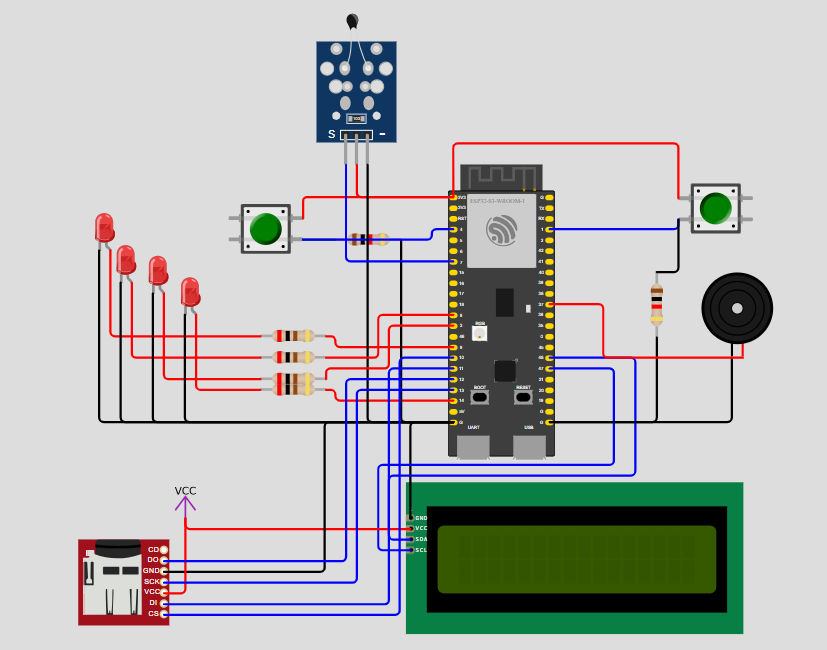 S -
103
ESP32-S3-WROOM-1
3V3 G
3V3 TX
RST RX
4 1
5 2
6 42
7 41
15 40
16 39
17 38
18 37
8 36
3 35
46 0
9 45
10 48
11 47
12 21
13 20
14 19
5V G
G G
RGB
BOOT RESET
UART USB
VCC
GND
VCC
SDA
SCL
CD
DO
GND
SCK
VCC
DI
CS